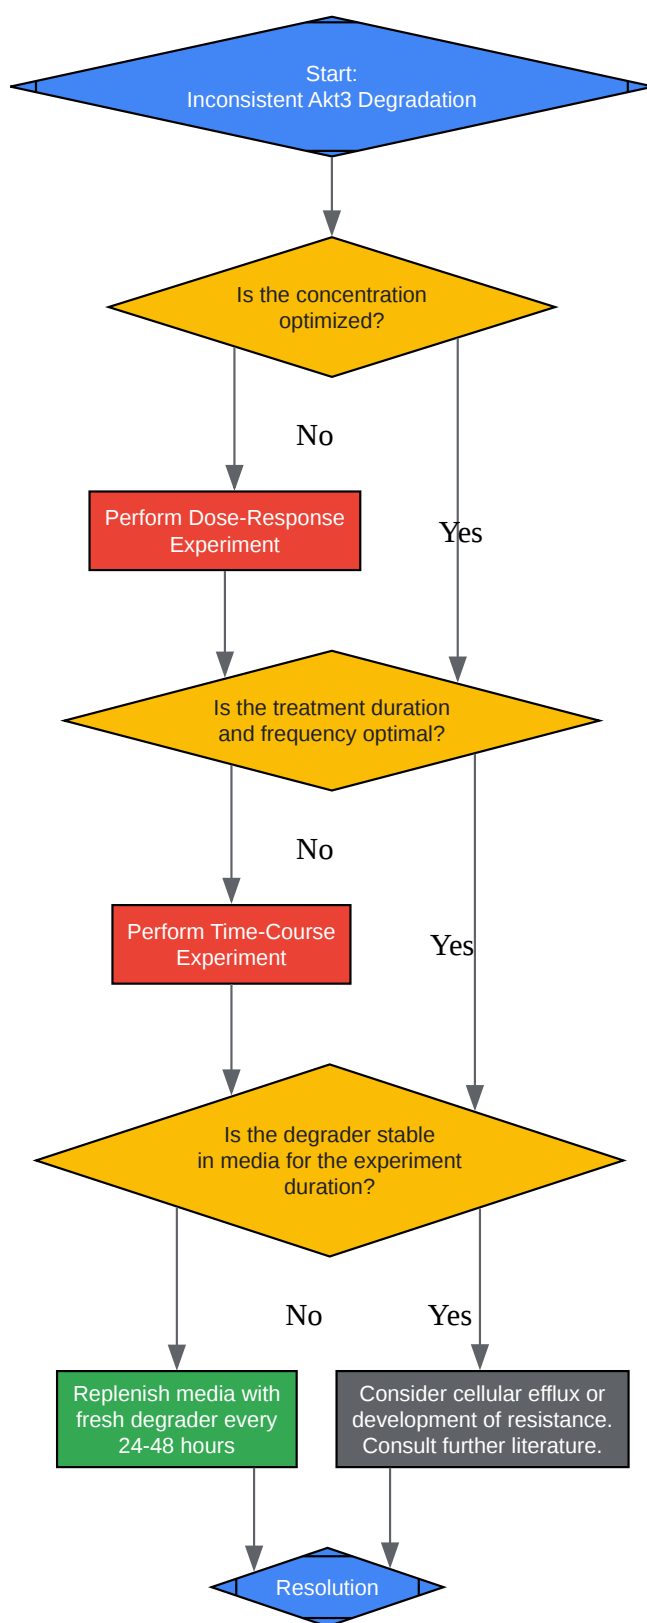 Start:
Inconsistent Akt3 Degradation
Is the concentration
optimized?
No
Perform Dose-Response
Experiment
Yes
Is the treatment duration
and frequency optimal?
No
Perform Time-Course
Experiment
Yes
Is the degrader stable
in media for the experiment
duration?
No
Yes
Replenish media with
fresh degrader every
24-48 hours
Consider cellular efflux or
development of resistance.
Consult further literature.
Resolution